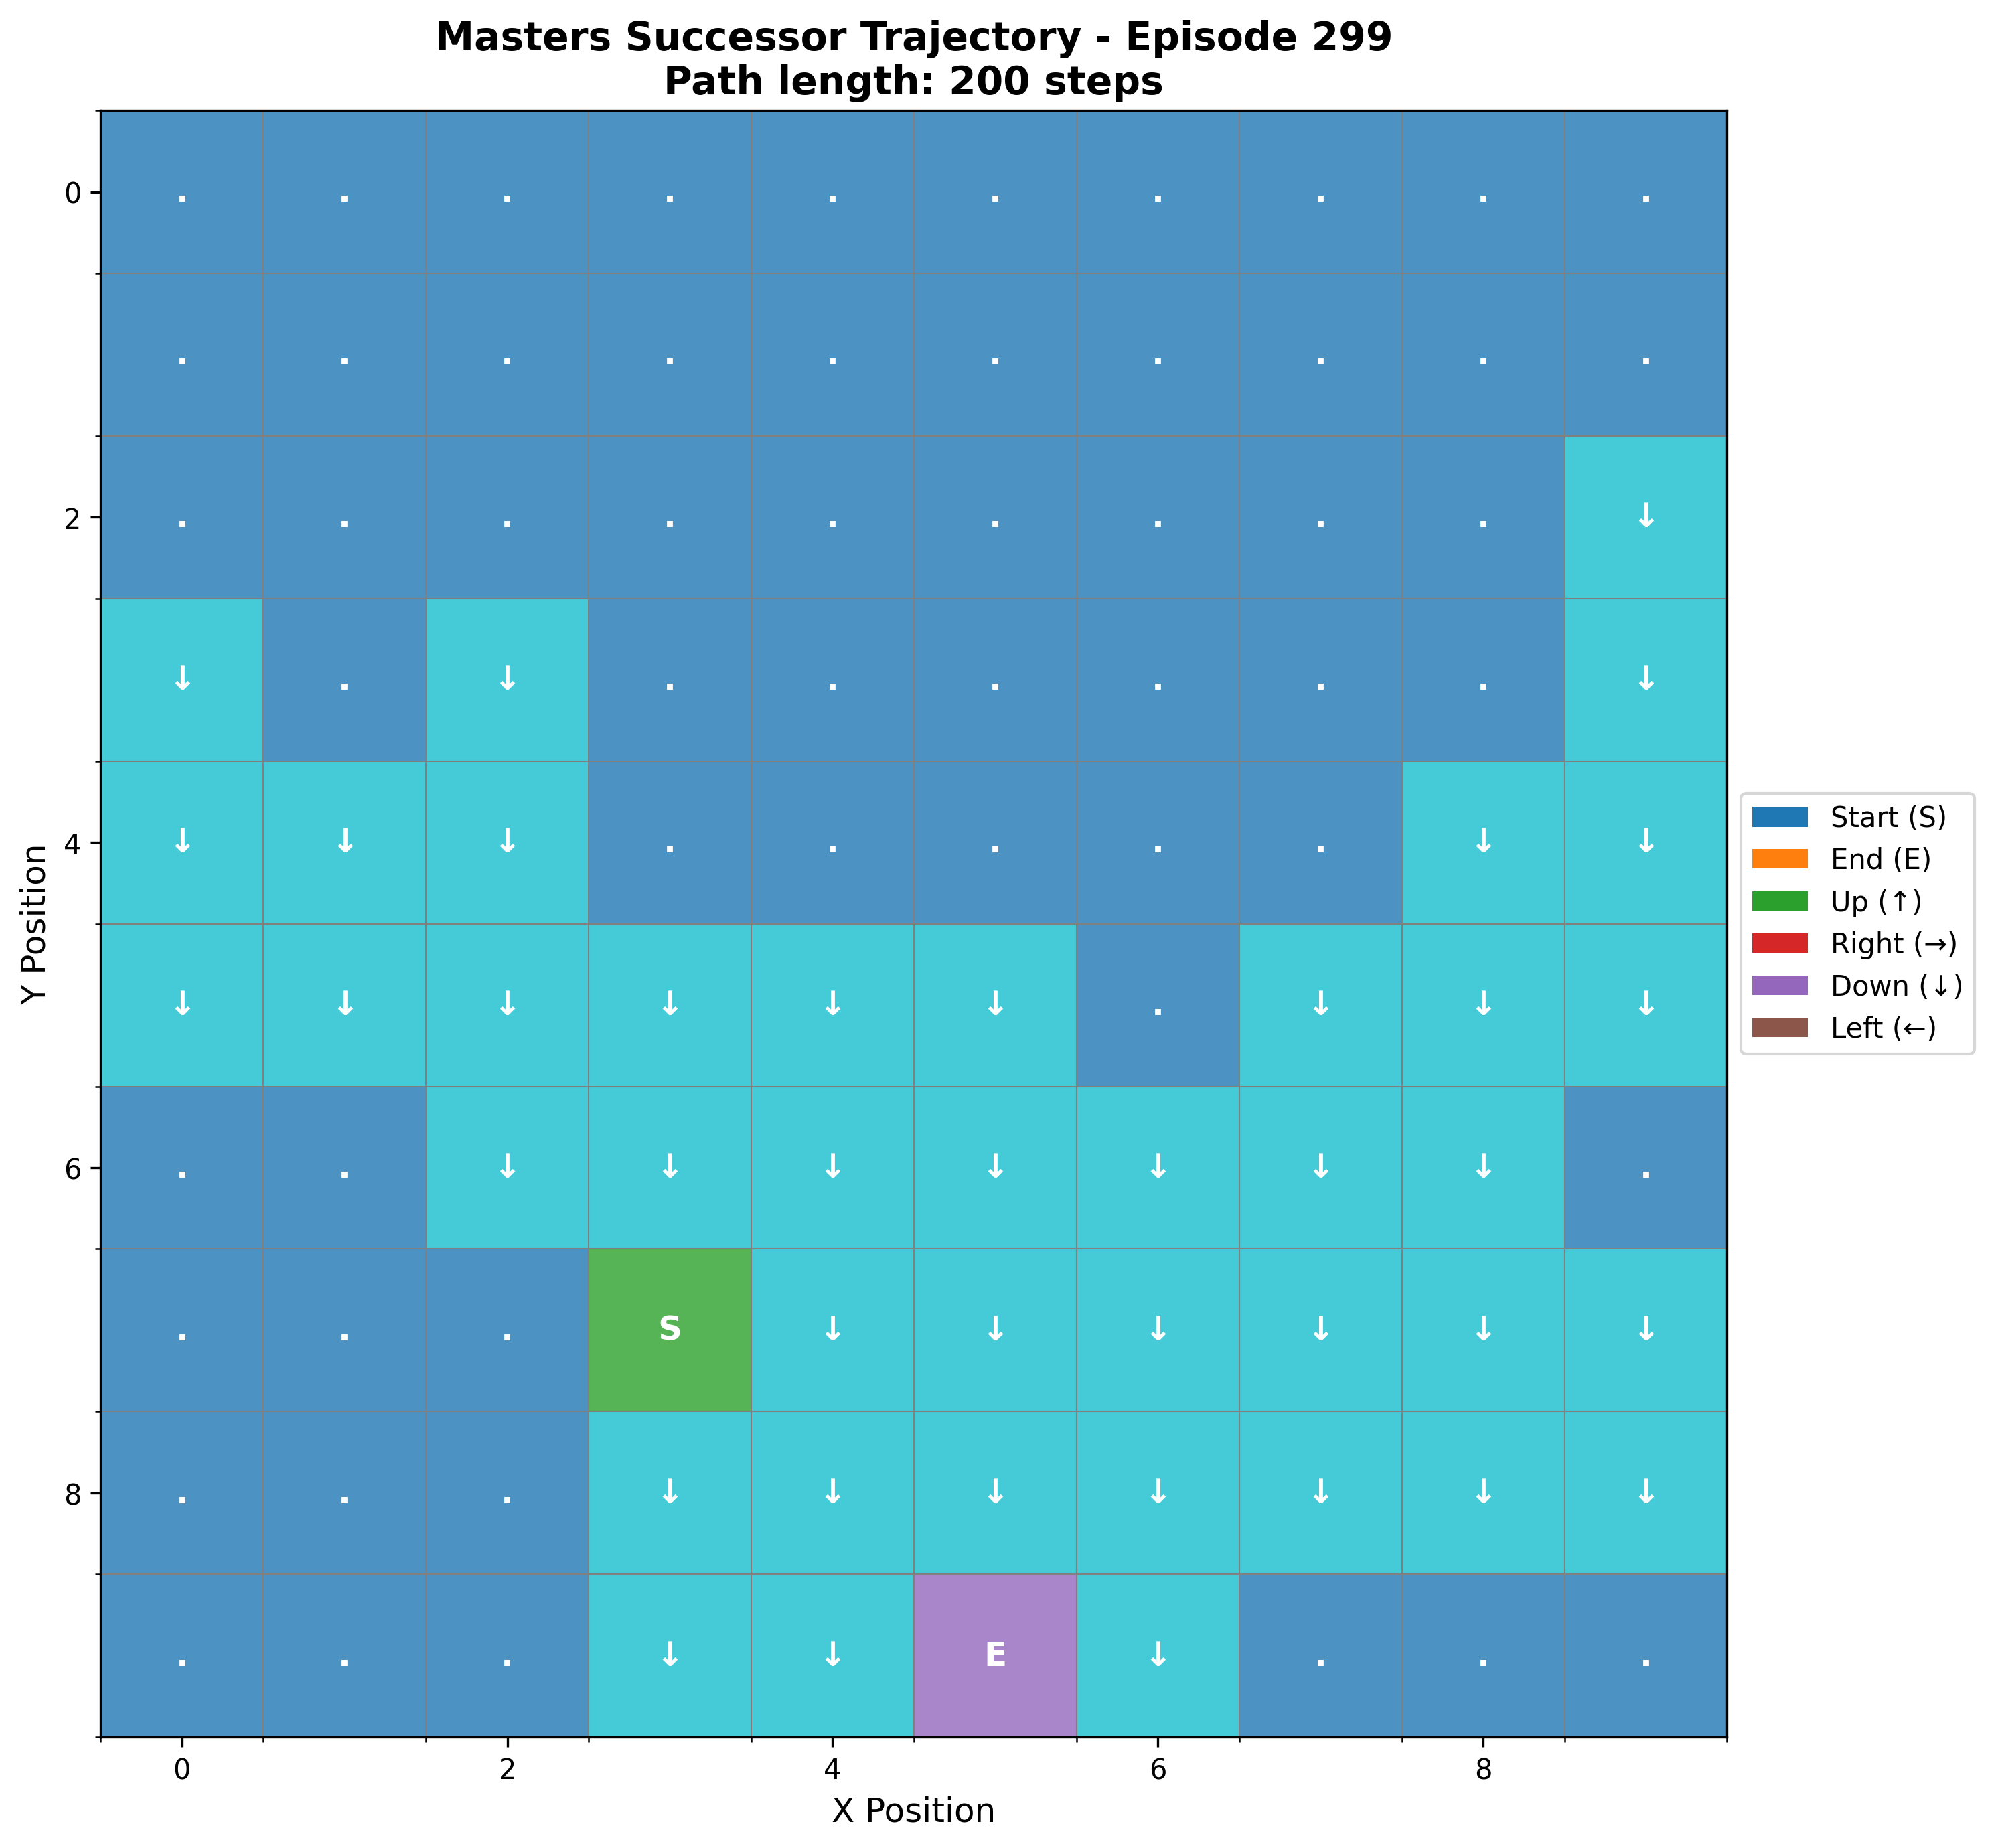 Masters Successor Trajectory - Episode 299
Path length: 200 steps
0 . . . . . . . . . .
. . . . . . . . . .
2 . . . . . . . . . ↓
↓ . ↓ . . . . . . ↓
4 ↓ ↓ ↓ . . . . . ↓ ↓
↓ ↓ ↓ ↓ ↓ ↓ . ↓ ↓ ↓
6 . . ↓ ↓ ↓ ↓ ↓ ↓ ↓ .
. . . S ↓ ↓ ↓ ↓ ↓ ↓
8 . . . ↓ ↓ ↓ ↓ ↓ ↓ ↓
. . . ↓ ↓ E ↓ . . .
0 2 4 6 8
X Position
Y Position
Start (S)
End (E)
Up (↑)
Right (→)
Down (↓)
Left (←)